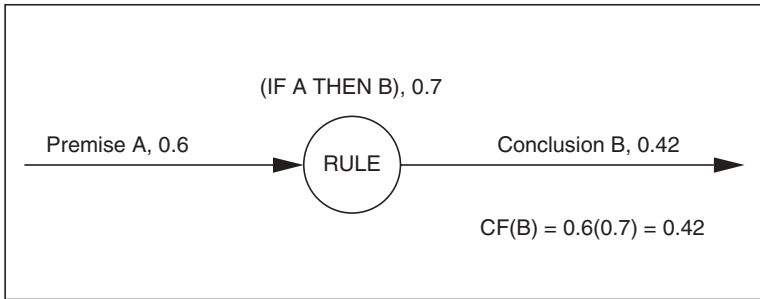 (IF A THEN B), 0.7
Premise A, 0.6
RULE
Conclusion B, 0.42
CF(B) = 0.6(0.7) = 0.42